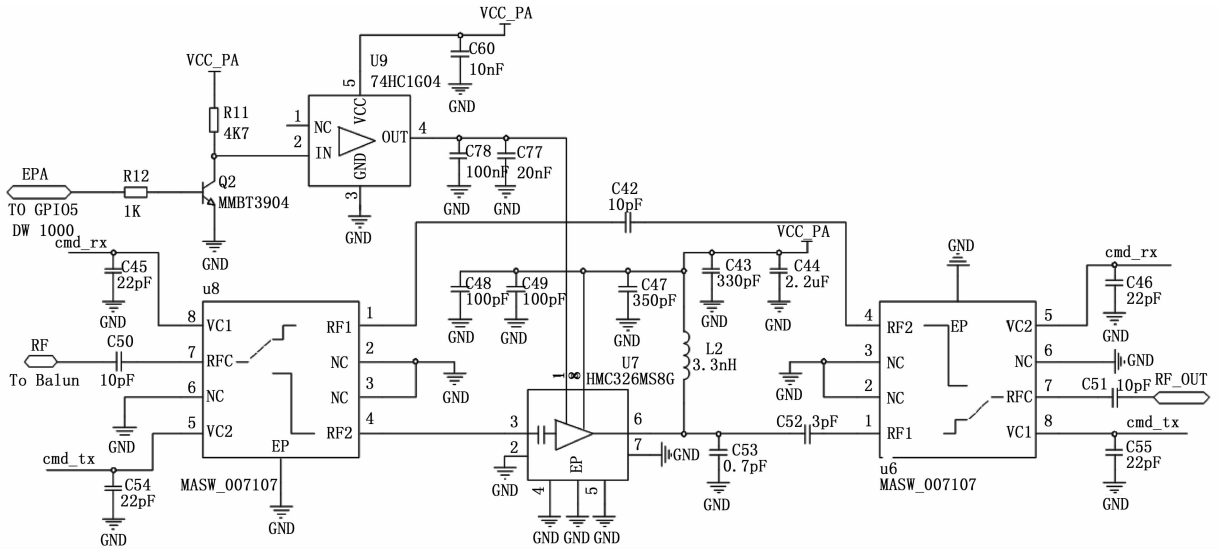 VCC_PA
C60
10nF
GND
VCC_PA
R11
4K7
U9
74HC1G04
5
VCC
1
NC
2
IN
OUT
4
GND
3
GND
C78
100nF
GND
C77
20nF
GND
EPA
TO GPIO5
DW 1000
R12
1K
Q2
MMBT3904
GND
C42
10pF
cmd_rx
C45
22pF
GND
u8
8
VC1
RF1
1
RF
To Balun
C50
10pF
7
RFC
NC
2
GND
6
NC
NC
3
GND
5
VC2
RF2
4
EP
MASW_007107
GND
cmd_tx
C54
22pF
GND
C48
100pF
GND
C49
100pF
C47
350pF
GND
C43
330pF
GND
VCC_PA
C44
2.2uF
GND
L2
3.3nH
U7
HMC326MS8G
1
8
3
2
GND
6
7
GND
EP
4
5
GND
GND
GND
C53
0.7pF
GND
C52
3pF
GND
cmd_rx
C46
22pF
GND
4
RF2
EP
VC2
5
GND
3
NC
NC
6
GND
2
NC
RFC
7
C51
10pF
RF_OUT
1
RF1
VC1
8
cmd_tx
C55
22pF
GND
u6
MASW_007107